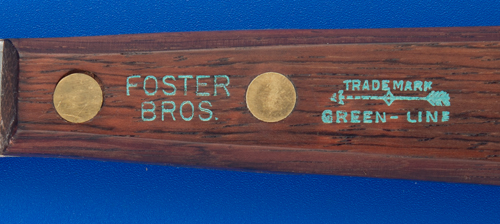 FOSTER
BROS.
TRADE MARK
GREEN-LINE